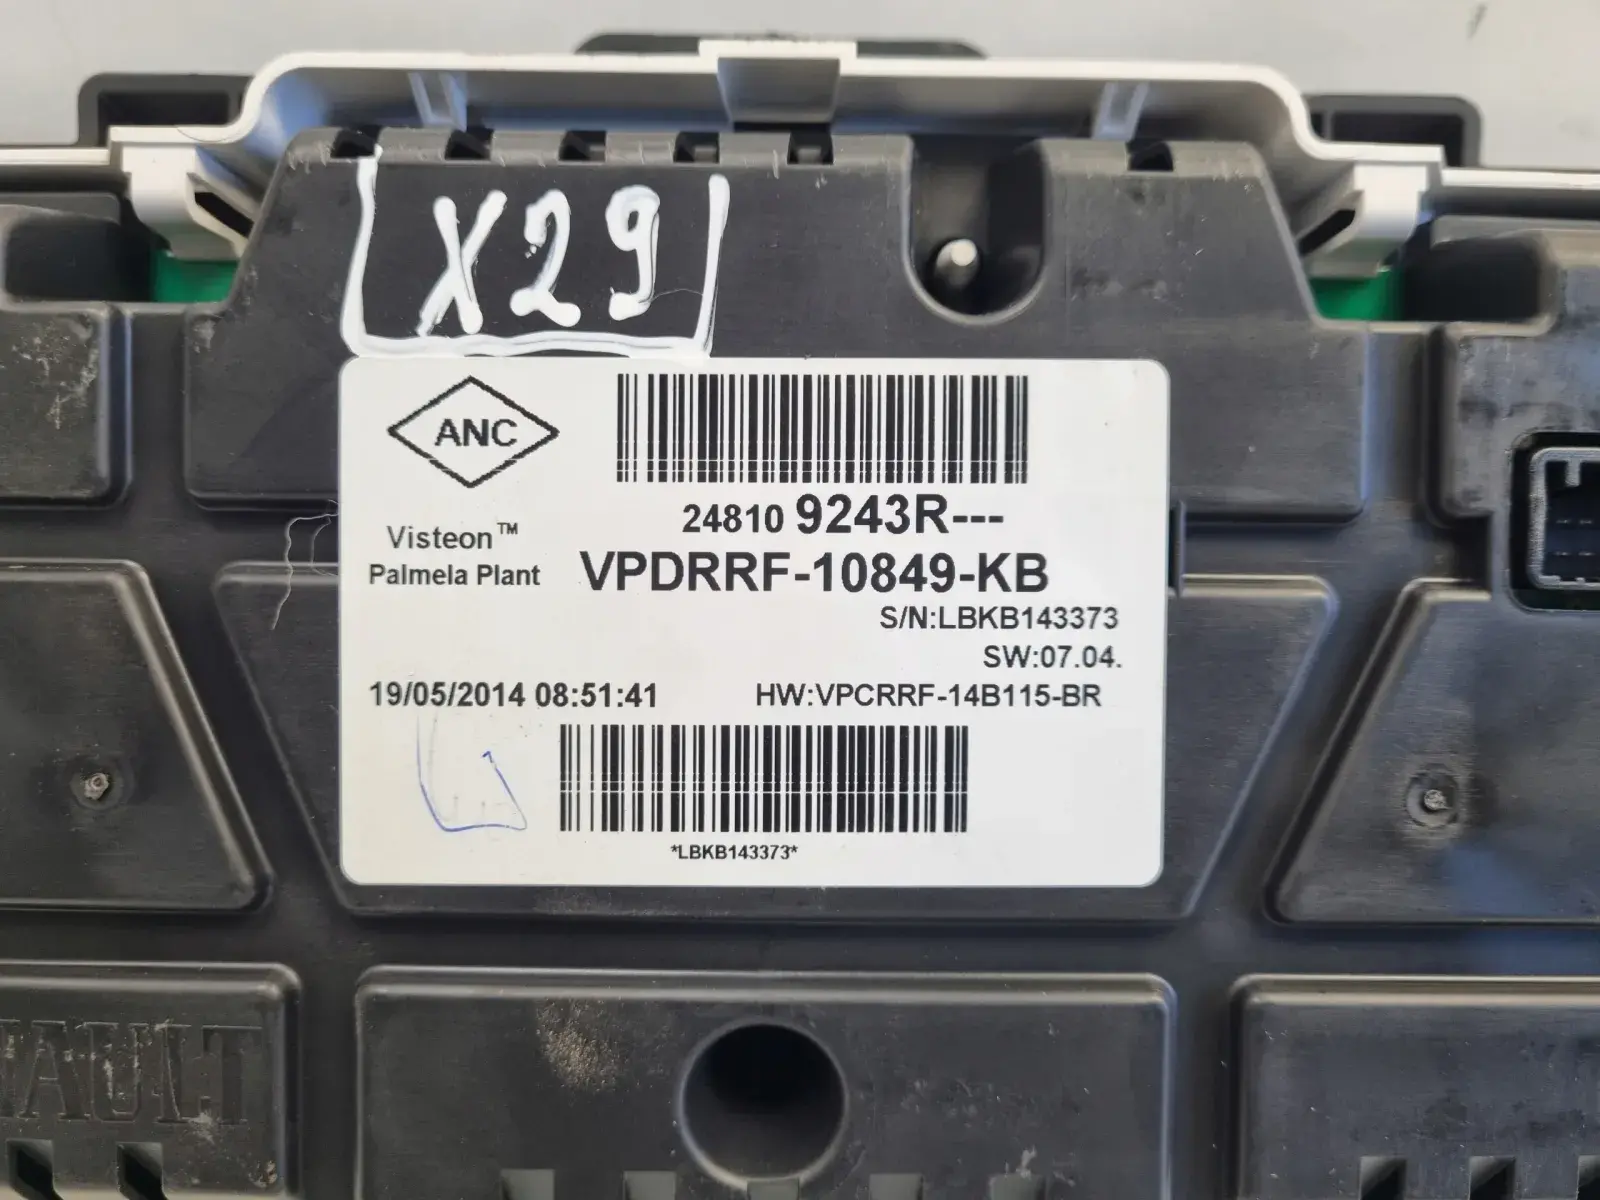 X29
ANC
24810 9243R---
Visteon™
Palmela Plant
VPDRRF-10849-KB
S/N:LBKB143373
SW:07.04.
19/05/2014 08:51:41
HW:VPCRRF-14B115-BR
*LBKB143373*
NAULT